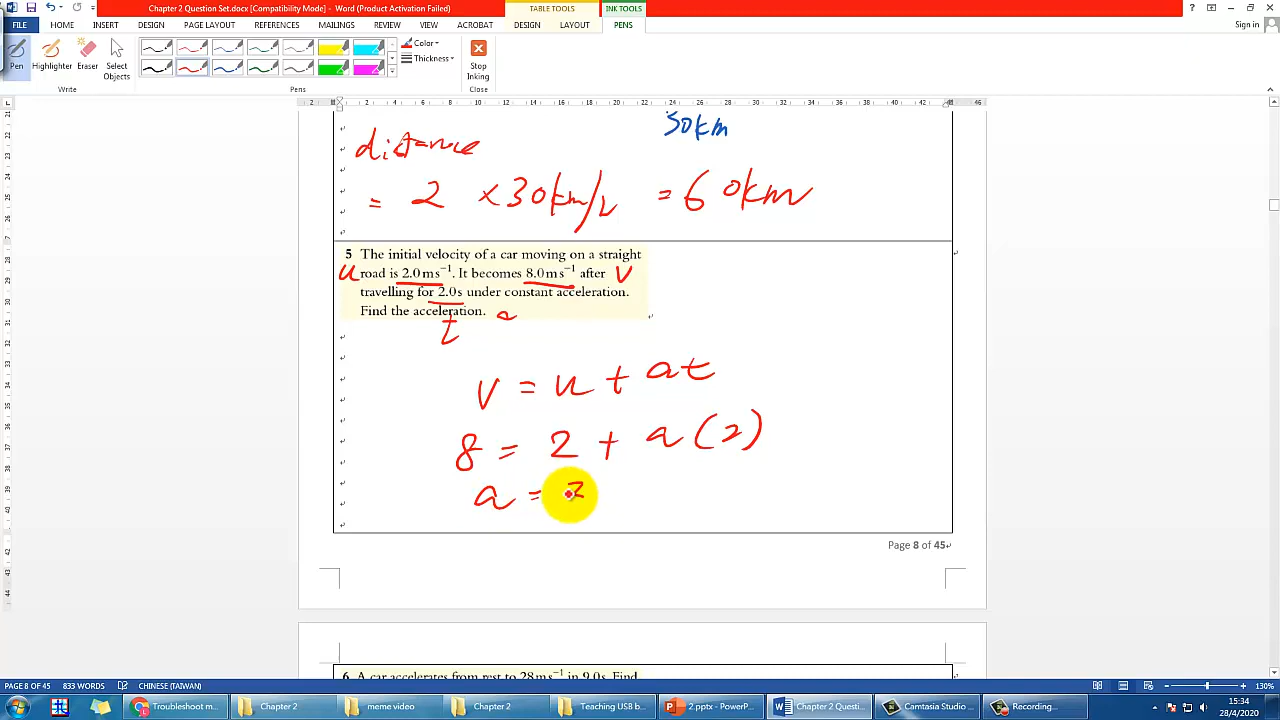 Chapter 2 Question Set.docx [Compatibility Mode] - Word (Product Activation Failed)
TABLE TOOLS
INK TOOLS
FILE
HOME
INSERT
DESIGN
PAGE LAYOUT
REFERENCES
MAILINGS
REVIEW
VIEW
ACROBAT
DESIGN
LAYOUT
PENS
Sign in
Pen
Highlighter
Eraser
Select Objects
Color
Thickness
Stop Inking
Write
Pens
Close
30km
distance
= 2 ×30km/h = 60km
5 The initial velocity of a car moving on a straight
u road is 2.0 m s⁻¹. It becomes 8.0 m s⁻¹ after v
travelling for 2.0 s under constant acceleration.
Find the acceleration. a
t
v = u + at
8 = 2 + a(2)
a = 3
Page 8 of 45
6 A car accelerates from rest to 28 m s⁻¹ in 9.0 s. Find
PAGE 8 OF 45
833 WORDS
CHINESE (TAIWAN)
130%
Troubleshoot m...
Chapter 2
meme video
Chapter 2
Teaching USB b...
2.pptx - PowerP...
Chapter 2 Questi...
Camtasia Studio ...
Recording...
15:34
28/4/2020